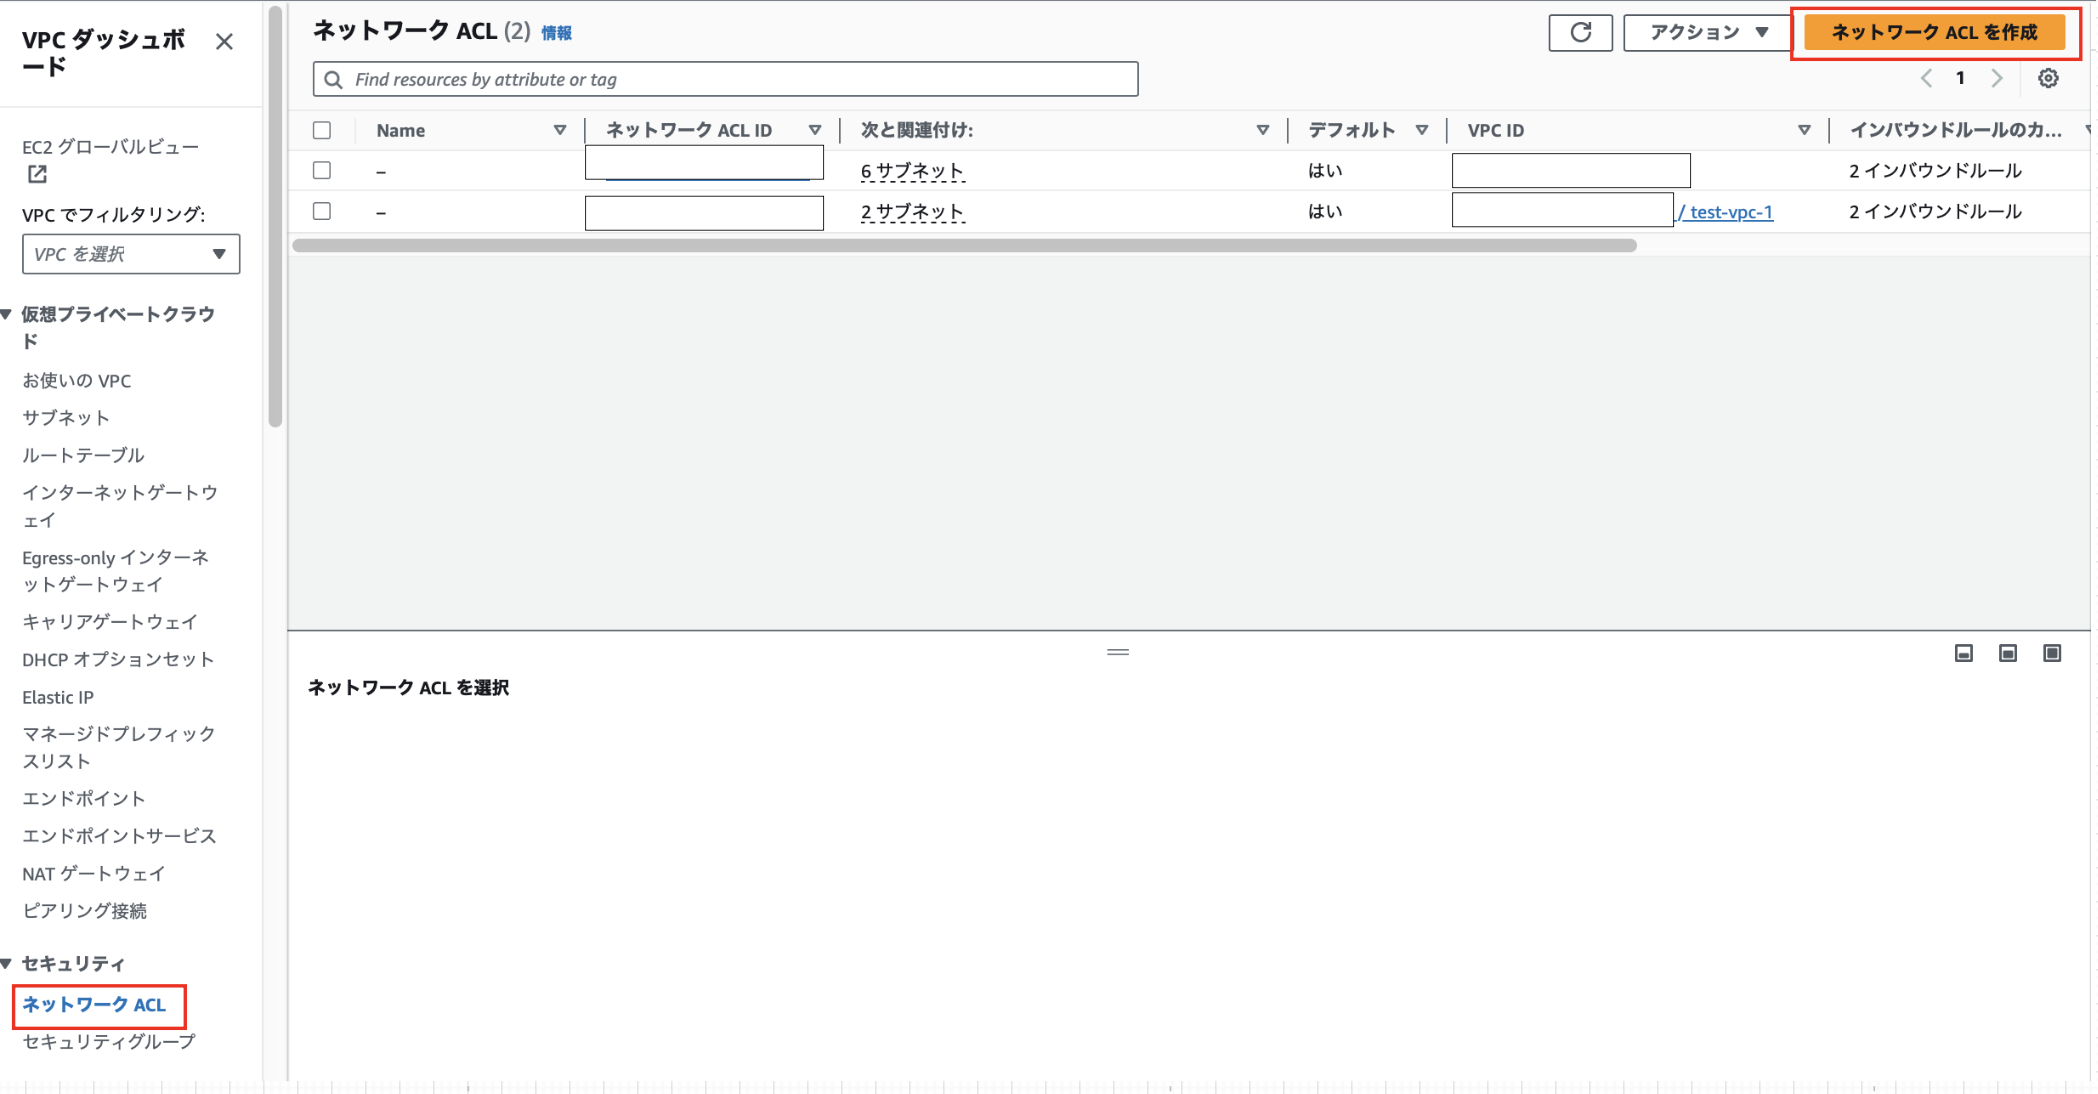 VPC ダッシュボ
ード
EC2 グローバルビュー
VPC でフィルタリング:
VPC を選択
仮想プライベートクラウ
ド
お使いの VPC
サブネット
ルートテーブル
インターネットゲートウ
ェイ
Egress-only インターネ
ットゲートウェイ
キャリアゲートウェイ
DHCP オプションセット
Elastic IP
マネージドプレフィック
スリスト
エンドポイント
エンドポイントサービス
NAT ゲートウェイ
ピアリング接続
セキュリティ
ネットワーク ACL
セキュリティグループ
ネットワーク ACL (2) 情報
アクション
ネットワーク ACL を作成
Find resources by attribute or tag
1
Name ネットワーク ACL ID 次と関連付け: デフォルト VPC ID インバウンドルールのカ...
– 6 サブネット はい 2 インバウンドルール
– 2 サブネット はい / test-vpc-1 2 インバウンドルール
ネットワーク ACL を選択